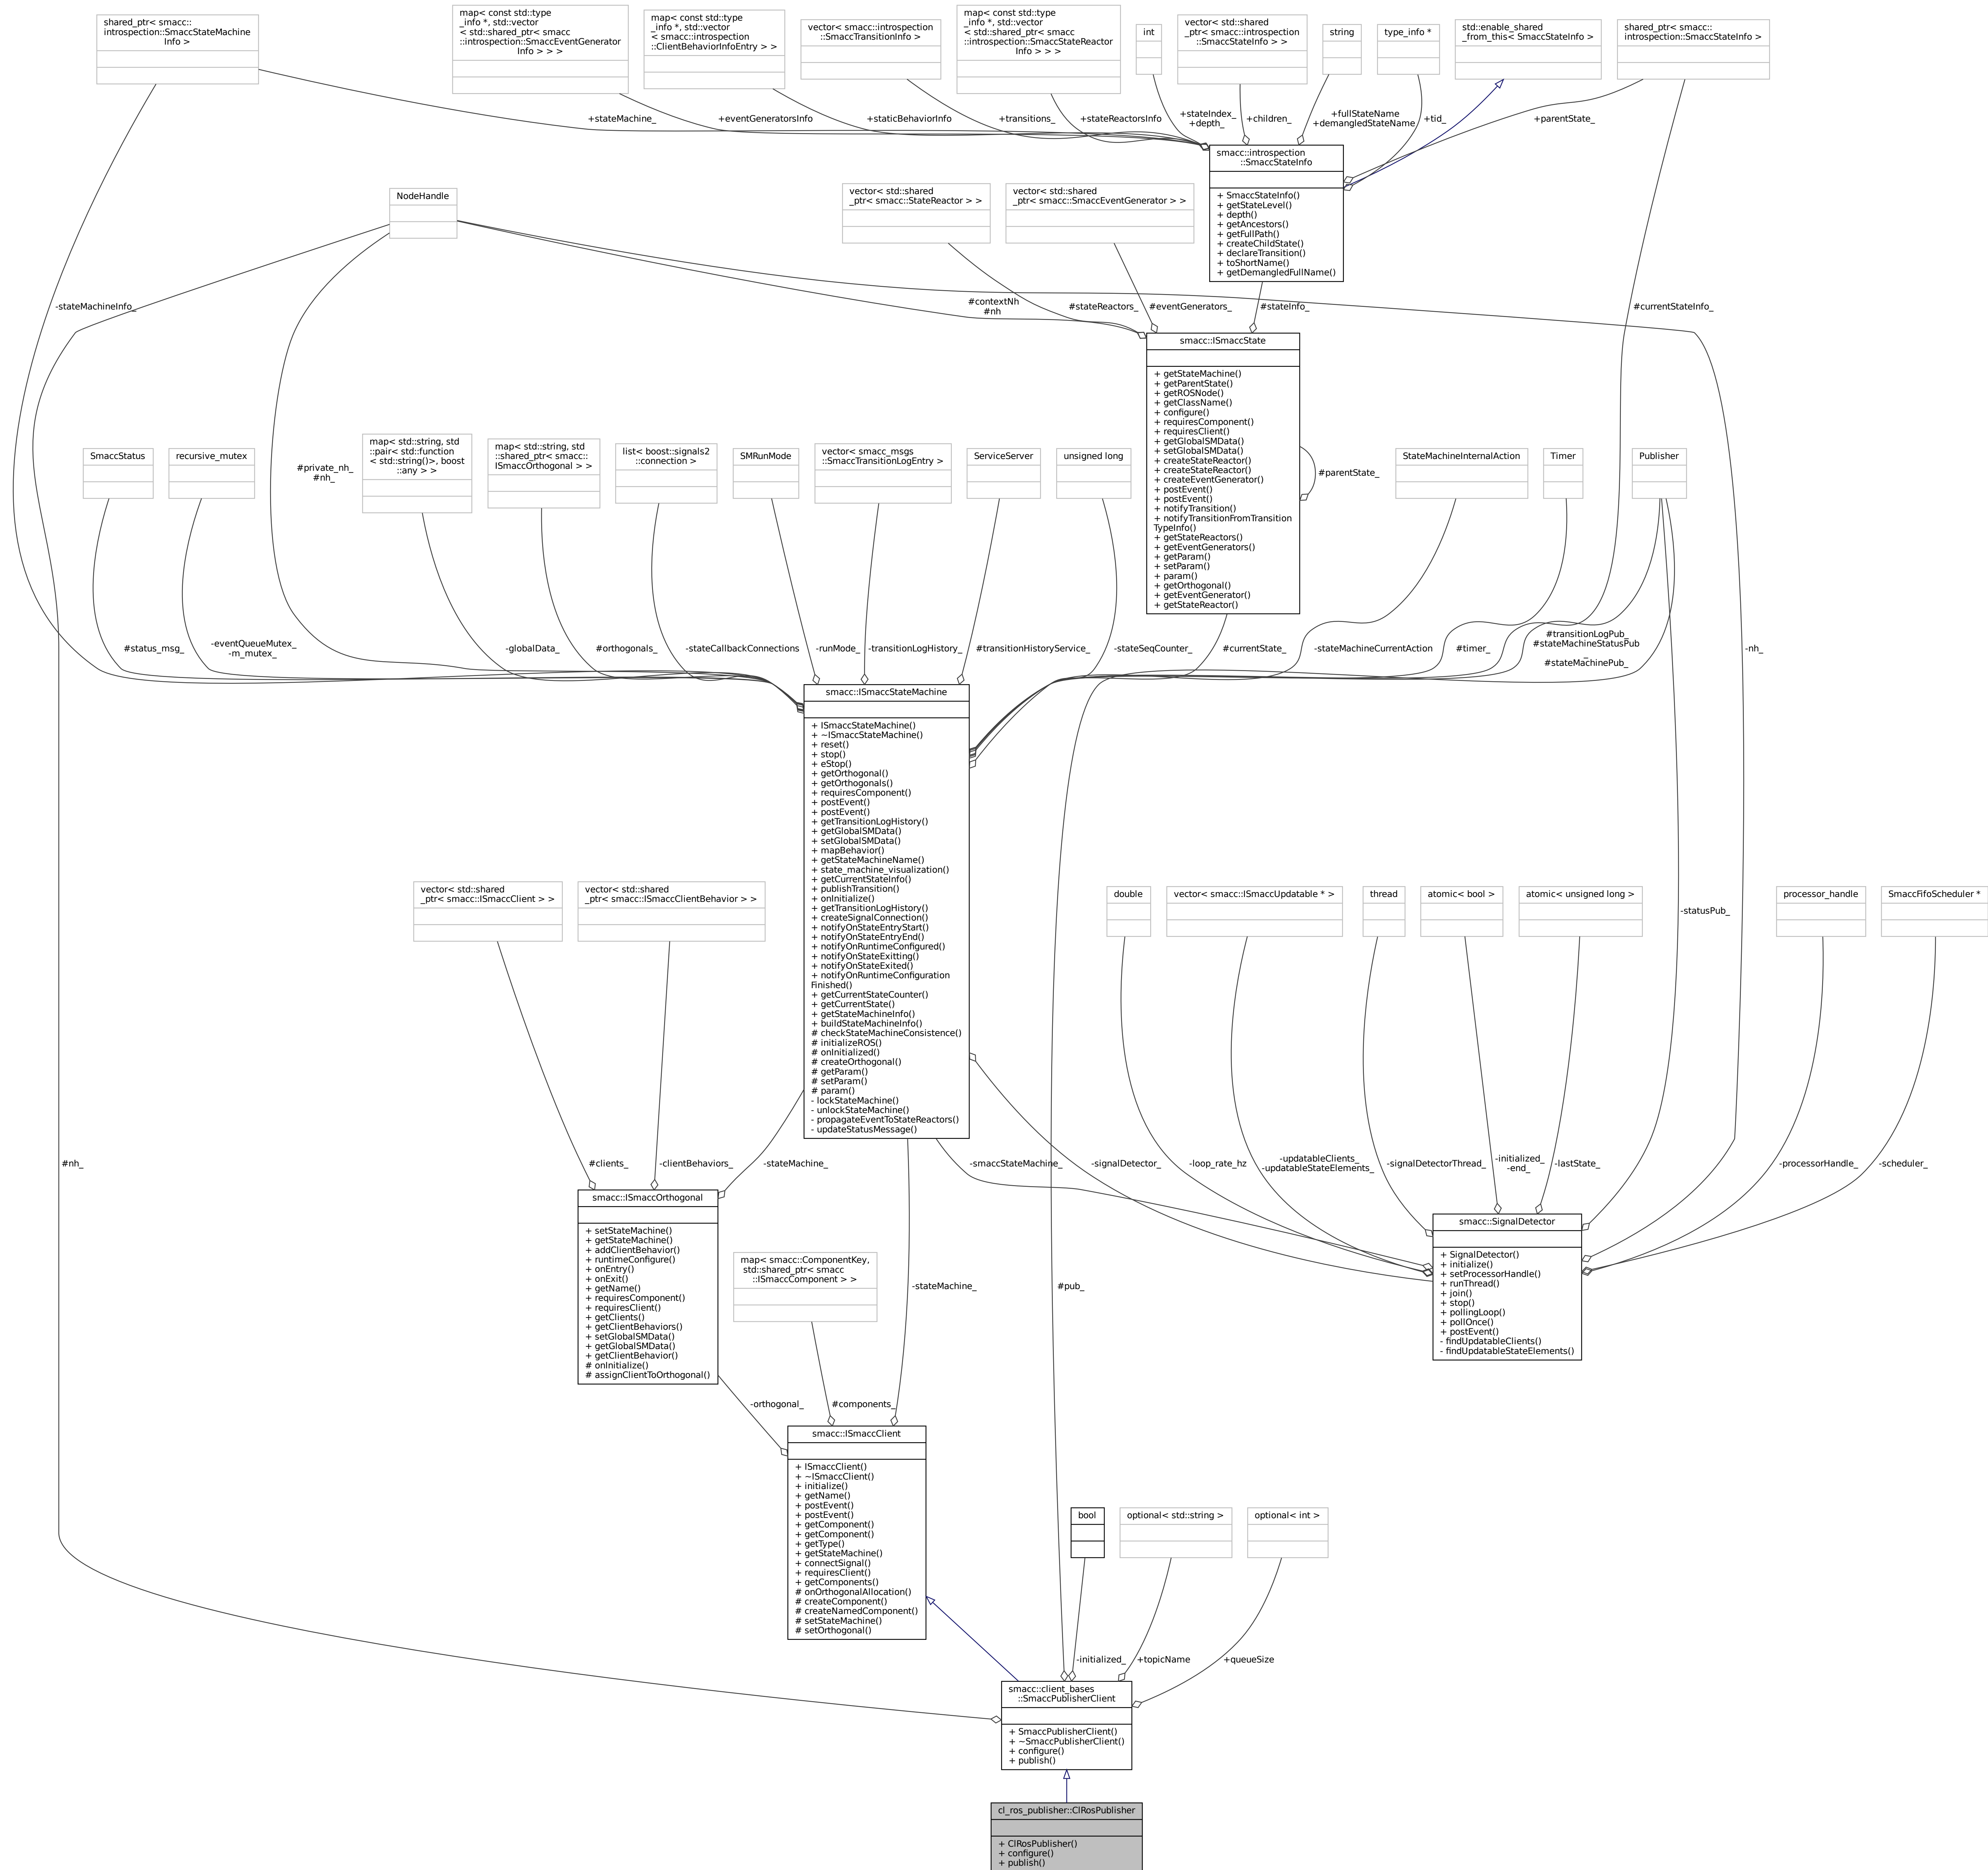 shared_ptr< smacc::
introspection::SmaccStateMachine
Info >
map< const std::type
_info *, std::vector
< std::shared_ptr< smacc
::introspection::SmaccEventGenerator
Info > > >
map< const std::type
_info *, std::vector
< smacc::introspection
::ClientBehaviorInfoEntry > >
vector< smacc::introspection
::SmaccTransitionInfo >
map< const std::type
_info *, std::vector
< std::shared_ptr< smacc
::introspection::SmaccStateReactor
Info > > >
int
vector< std::shared
_ptr< smacc::introspection
::SmaccStateInfo > >
string
type_info *
std::enable_shared
_from_this< SmaccStateInfo >
shared_ptr< smacc::
introspection::SmaccStateInfo >
+stateMachine_
+eventGeneratorsInfo
+staticBehaviorInfo
+transitions_
+stateReactorsInfo
+stateIndex_
+depth_
+children_
+fullStateName
+demangledStateName
+tid_
+parentState_
smacc::introspection
::SmaccStateInfo
+ SmaccStateInfo()
+ getStateLevel()
+ depth()
+ getAncestors()
+ getFullPath()
+ createChildState()
+ declareTransition()
+ toShortName()
+ getDemangledFullName()
NodeHandle
vector< std::shared
_ptr< smacc::StateReactor > >
vector< std::shared
_ptr< smacc::SmaccEventGenerator > >
-stateMachineInfo_
#contextNh
#nh
#stateReactors_
#eventGenerators_
#stateInfo_
#currentStateInfo_
smacc::ISmaccState
+ getStateMachine()
+ getParentState()
+ getROSNode()
+ getClassName()
+ configure()
+ requiresComponent()
+ requiresClient()
+ getGlobalSMData()
+ setGlobalSMData()
+ createStateReactor()
+ createStateReactor()
+ createEventGenerator()
+ postEvent()
+ postEvent()
+ notifyTransition()
+ notifyTransitionFromTransition
TypeInfo()
+ getStateReactors()
+ getEventGenerators()
+ getParam()
+ setParam()
+ param()
+ getOrthogonal()
+ getEventGenerator()
+ getStateReactor()
#parentState_
SmaccStatus
recursive_mutex
#private_nh_
#nh_
map< std::string, std
::pair< std::function
< std::string()>, boost
::any > >
map< std::string, std
::shared_ptr< smacc::
ISmaccOrthogonal > >
list< boost::signals2
::connection >
SMRunMode
vector< smacc_msgs
::SmaccTransitionLogEntry >
ServiceServer
unsigned long
StateMachineInternalAction
Timer
Publisher
#status_msg_
-eventQueueMutex_
-m_mutex_
-globalData_
#orthogonals_
-stateCallbackConnections
-runMode_
-transitionLogHistory_
#transitionHistoryService_
-stateSeqCounter_
#currentState_
-stateMachineCurrentAction
#timer_
#transitionLogPub_
#stateMachineStatusPub
_
#stateMachinePub_
-nh_
smacc::ISmaccStateMachine
+ ISmaccStateMachine()
+ ~ISmaccStateMachine()
+ reset()
+ stop()
+ eStop()
+ getOrthogonal()
+ getOrthogonals()
+ requiresComponent()
+ postEvent()
+ postEvent()
+ getTransitionLogHistory()
+ getGlobalSMData()
+ setGlobalSMData()
+ mapBehavior()
+ getStateMachineName()
+ state_machine_visualization()
+ getCurrentStateInfo()
+ publishTransition()
+ onInitialize()
+ getTransitionLogHistory()
+ createSignalConnection()
+ notifyOnStateEntryStart()
+ notifyOnStateEntryEnd()
+ notifyOnRuntimeConfigured()
+ notifyOnStateExitting()
+ notifyOnStateExited()
+ notifyOnRuntimeConfiguration
Finished()
+ getCurrentStateCounter()
+ getCurrentState()
+ getStateMachineInfo()
+ buildStateMachineInfo()
# checkStateMachineConsistence()
# initializeROS()
# onInitialized()
# createOrthogonal()
# getParam()
# setParam()
# param()
- lockStateMachine()
- unlockStateMachine()
- propagateEventToStateReactors()
- updateStatusMessage()
vector< std::shared
_ptr< smacc::ISmaccClient > >
vector< std::shared
_ptr< smacc::ISmaccClientBehavior > >
double
vector< smacc::ISmaccUpdatable * >
thread
atomic< bool >
atomic< unsigned long >
-statusPub_
processor_handle
SmaccFifoScheduler *
#nh_
#clients_
-clientBehaviors_
-stateMachine_
-smaccStateMachine_
-signalDetector_
-loop_rate_hz
-updatableClients_
-updatableStateElements_
-signalDetectorThread_
-initialized_
-end_
-lastState_
-processorHandle_
-scheduler_
smacc::ISmaccOrthogonal
+ setStateMachine()
+ getStateMachine()
+ addClientBehavior()
+ runtimeConfigure()
+ onEntry()
+ onExit()
+ getName()
+ requiresComponent()
+ requiresClient()
+ getClients()
+ getClientBehaviors()
+ setGlobalSMData()
+ getGlobalSMData()
+ getClientBehavior()
# onInitialize()
# assignClientToOrthogonal()
smacc::SignalDetector
+ SignalDetector()
+ initialize()
+ setProcessorHandle()
+ runThread()
+ join()
+ stop()
+ pollingLoop()
+ pollOnce()
+ postEvent()
- findUpdatableClients()
- findUpdatableStateElements()
map< smacc::ComponentKey,
std::shared_ptr< smacc
::ISmaccComponent > >
-stateMachine_
#pub_
-orthogonal_
#components_
smacc::ISmaccClient
+ ISmaccClient()
+ ~ISmaccClient()
+ initialize()
+ getName()
+ postEvent()
+ postEvent()
+ getComponent()
+ getComponent()
+ getType()
+ getStateMachine()
+ connectSignal()
+ requiresClient()
+ getComponents()
# onOrthogonalAllocation()
# createComponent()
# createNamedComponent()
# setStateMachine()
# setOrthogonal()
bool
optional< std::string >
optional< int >
-initialized_
+topicName
+queueSize
smacc::client_bases
::SmaccPublisherClient
+ SmaccPublisherClient()
+ ~SmaccPublisherClient()
+ configure()
+ publish()
cl_ros_publisher::ClRosPublisher
+ ClRosPublisher()
+ configure()
+ publish()